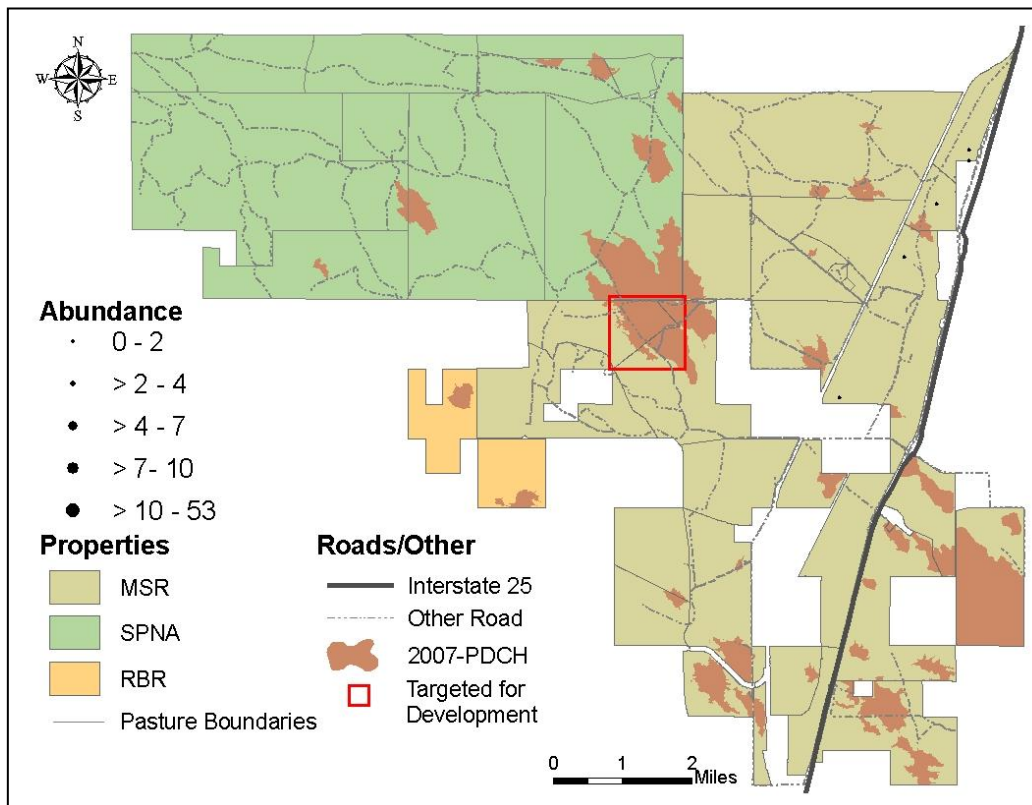 N
W E
S
Abundance
0 - 2
> 2 - 4
> 4 - 7
> 7- 10
> 10 - 53
Properties
MSR
SPNA
RBR
Pasture Boundaries
Roads/Other
Interstate 25
Other Road
2007-PDCH
Targeted for
Development
0 1 2
Miles